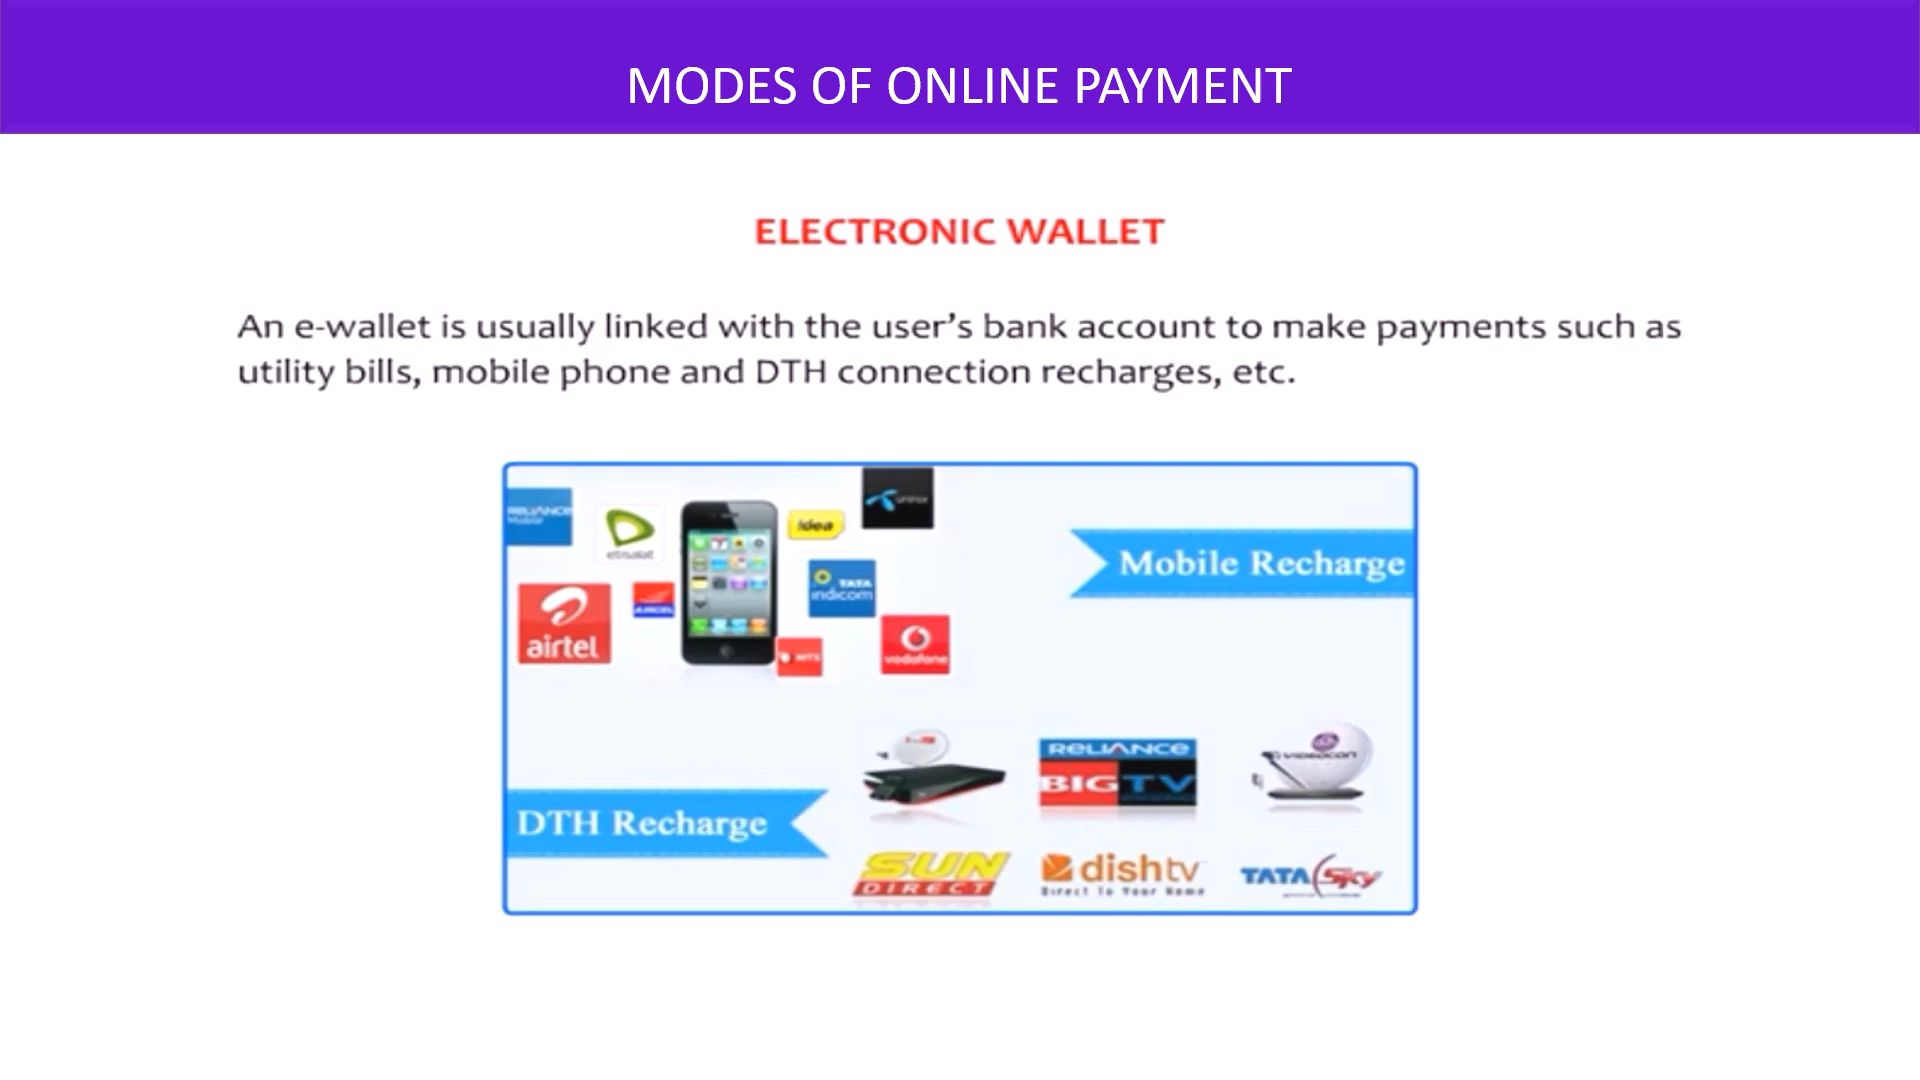 MODES OF ONLINE PAYMENT
ELECTRONIC WALLET
An e-wallet is usually linked with the user's bank account to make payments such as
utility bills, mobile phone and DTH connection recharges, etc.
RELIANCE
Mobile
etisalat
idea
uninor
Mobile Recharge
airtel
AIRCEL
TATA
indicom
MTS
vodafone
DTH Recharge
RELIANCE
BIG TV
VIDEOCON
SUN
DIRECT
dishtv
Direct To Your Home
TATA Sky